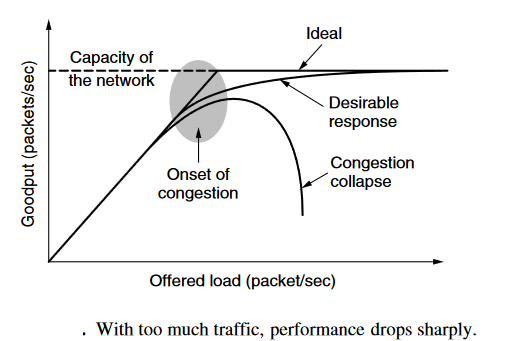 Ideal
Capacity of
the network
Desirable
response
Congestion
collapse
Onset of
congestion
Goodput (packets/sec)
Offered load (packet/sec)
. With too much traffic, performance drops sharply.